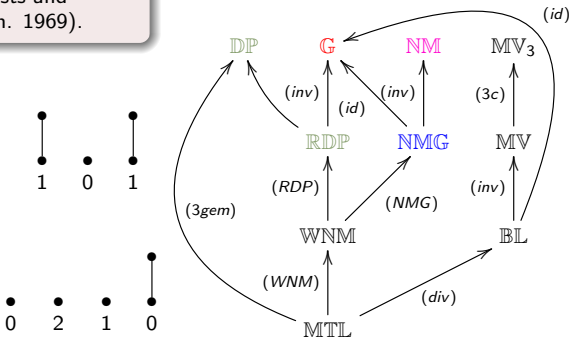 sts and
n. 1969).
(id)
𝔻ℙ 𝔾 ℕ𝕄 𝕄𝕍₃
(inv) (id) (inv) (3c)
1 0 1
ℝ𝔻ℙ ℕ𝕄𝔾 𝕄𝕍
(3gem) (RDP) (NMG) (inv)
𝕎ℕ𝕄 𝔹𝕃
(WNM) (div)
0 2 1 0
𝕄𝕋𝕃